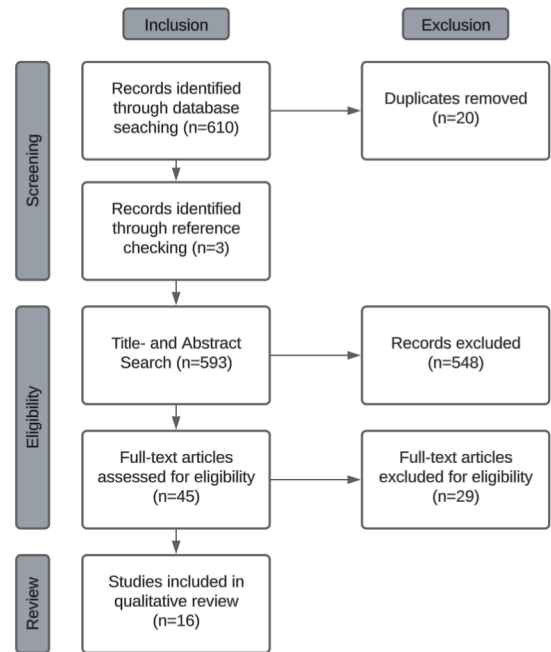 Inclusion
Exclusion
Screening
Records identified
through database
seaching (n=610)
Duplicates removed
(n=20)
Records identified
through reference
checking (n=3)
Eligibility
Title- and Abstract
Search (n=593)
Records excluded
(n=548)
Full-text articles
assessed for eligibility
(n=45)
Full-text articles
excluded for eligibility
(n=29)
Review
Studies included in
qualitative review
(n=16)